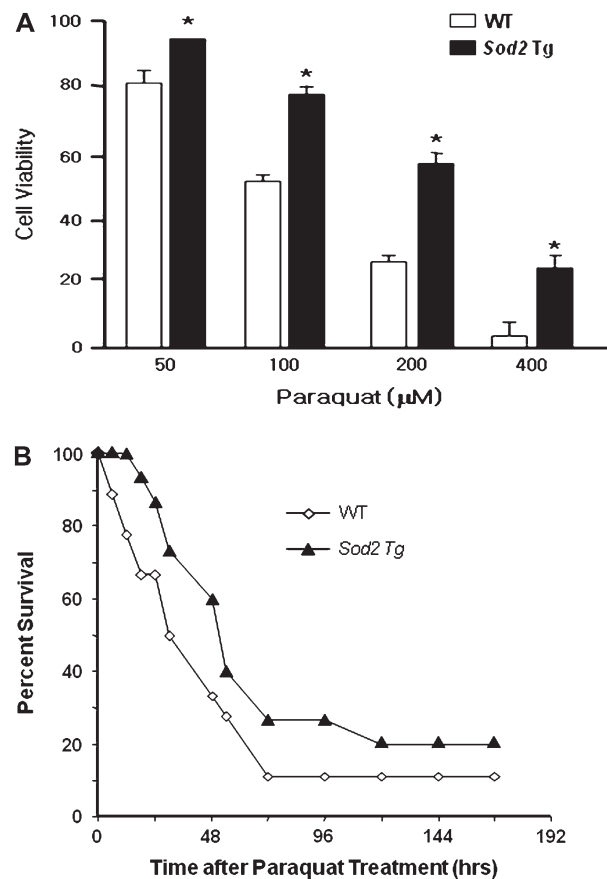 A
WT
Sod2 Tg
Cell Viability
100
80
60
40
20
0
*
*
*
*
50 100 200 400
Paraquat (μM)
B
WT
Sod2 Tg
Percent Survival
100
80
60
40
20
0
0 48 96 144 192
Time after Paraquat Treatment (hrs)